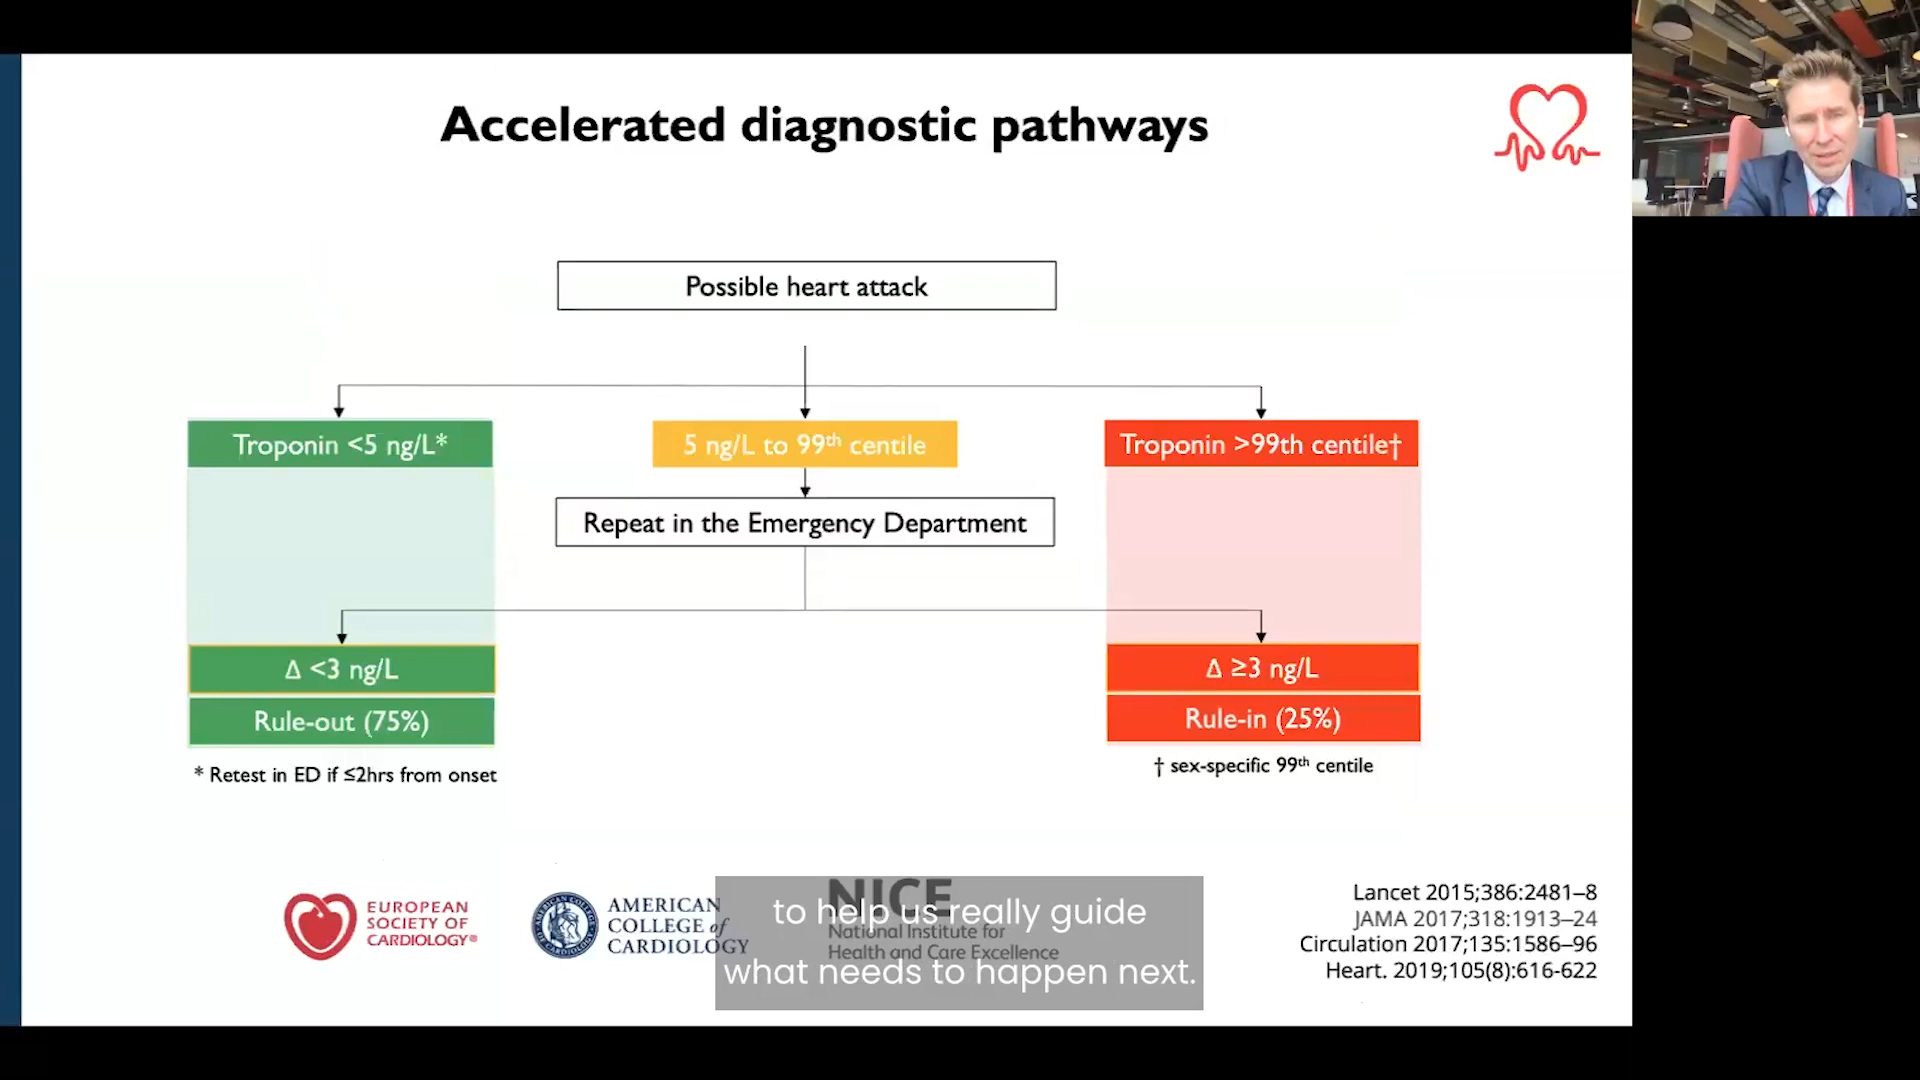 Accelerated diagnostic pathways
Possible heart attack
Troponin <5 ng/L*
5 ng/L to 99th centile
Troponin >99th centile†
Repeat in the Emergency Department
Δ <3 ng/L
Δ ≥3 ng/L
Rule-out (75%)
Rule-in (25%)
* Retest in ED if ≤2hrs from onset
† sex-specific 99th centile
EUROPEAN
SOCIETY OF
CARDIOLOGY®
AMERICAN
COLLEGE of
CARDIOLOGY
NICE
National Institute for
Health and Care Excellence
to help us really guide
what needs to happen next.
Lancet 2015;386:2481–8
JAMA 2017;318:1913–24
Circulation 2017;135:1586–96
Heart. 2019;105(8):616-622